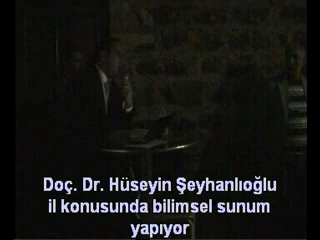 Doç. Dr. Hüseyin Şeyhanlıoğlu
il konusunda bilimsel sunum
yapıyor